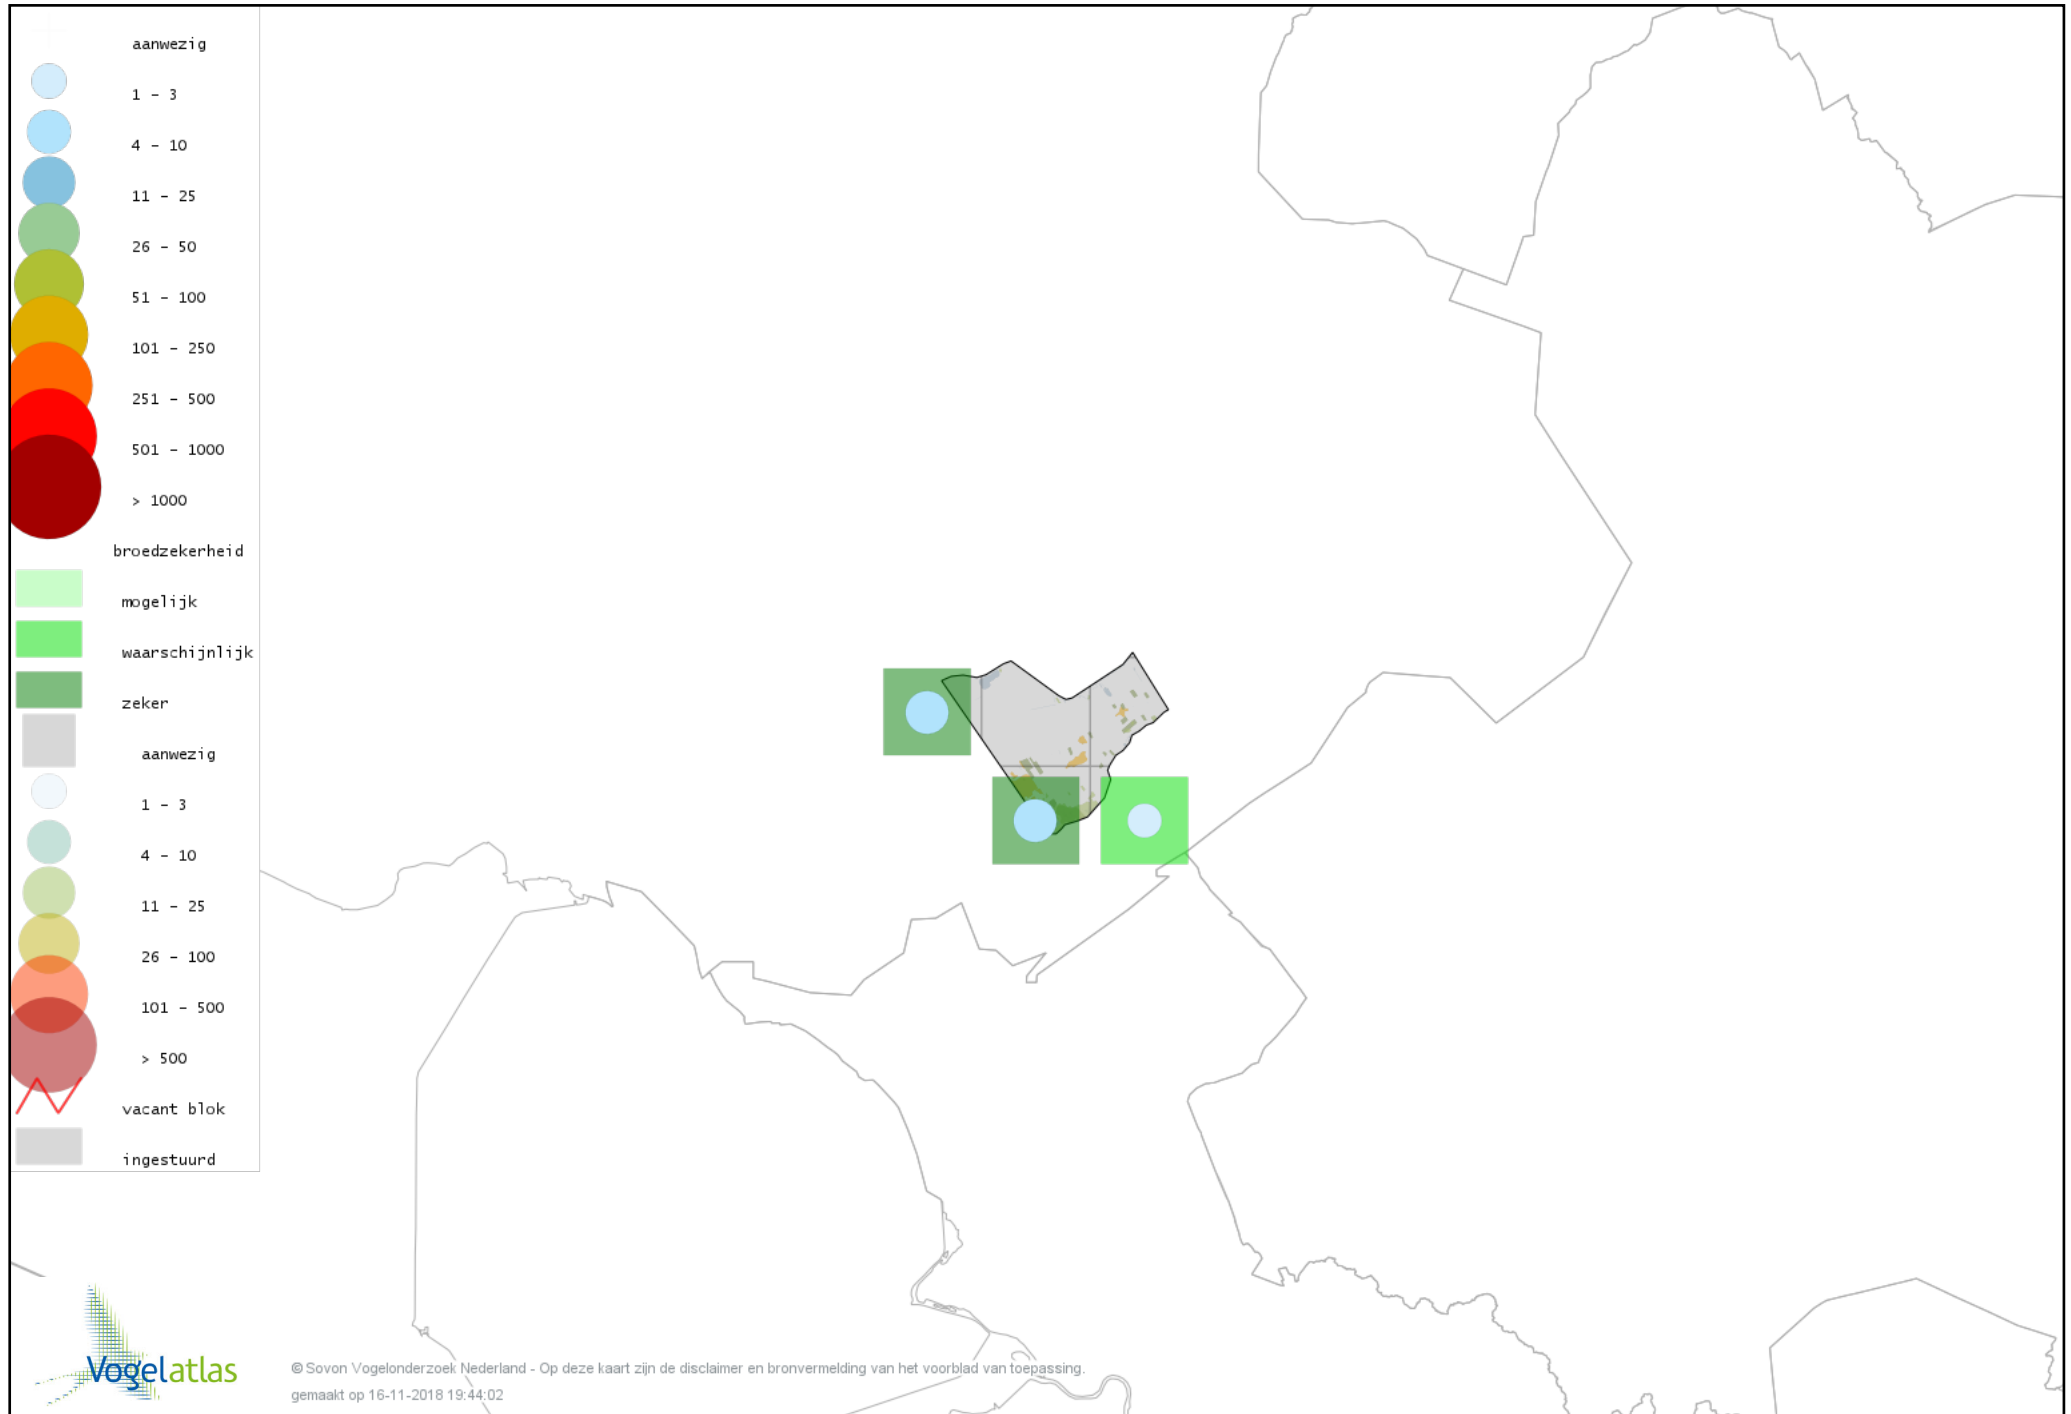 aanwezig
1 - 3
4 - 10
11 - 25
26 - 50
51 - 100
101 - 250
251 - 500
501 - 1000
> 1000
broedzekerheid
mogelijk
waarschijnlijk
zeker
aanwezig
1 - 3
4 - 10
11 - 25
26 - 100
101 - 500
> 500
vacant blok
ingestuurd
Vogelatlas
© Sovon Vogelonderzoek Nederland - Op deze kaart zijn de disclaimer en bronvermelding van het voorblad van toepassing.
gemaakt op 16-11-2018 19:44:02